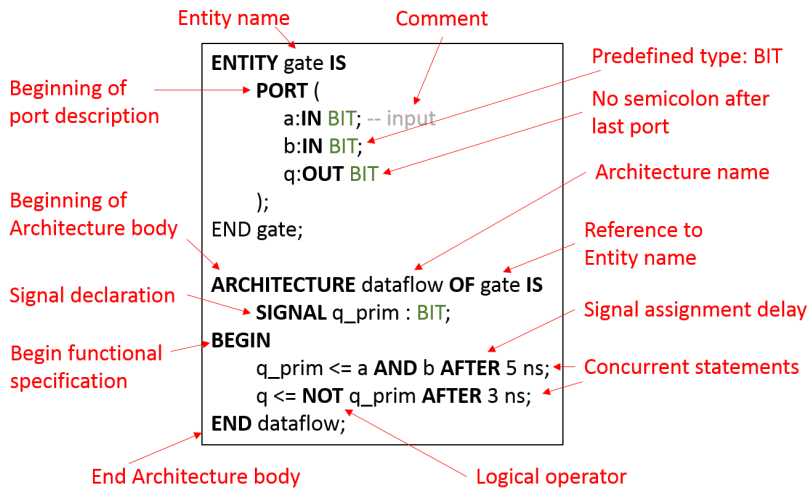 Entity name
Comment
Predefined type: BIT
Beginning of
port description
No semicolon after
last port
ENTITY gate IS
PORT (
a:IN BIT; -- input
b:IN BIT;
q:OUT BIT
);
END gate;
Architecture name
Beginning of
Architecture body
Reference to
Entity name
ARCHITECTURE dataflow OF gate IS
SIGNAL q_prim : BIT;
BEGIN
q_prim <= a AND b AFTER 5 ns;
q <= NOT q_prim AFTER 3 ns;
END dataflow;
Signal declaration
Signal assignment delay
Begin functional
specification
Concurrent statements
End Architecture body
Logical operator